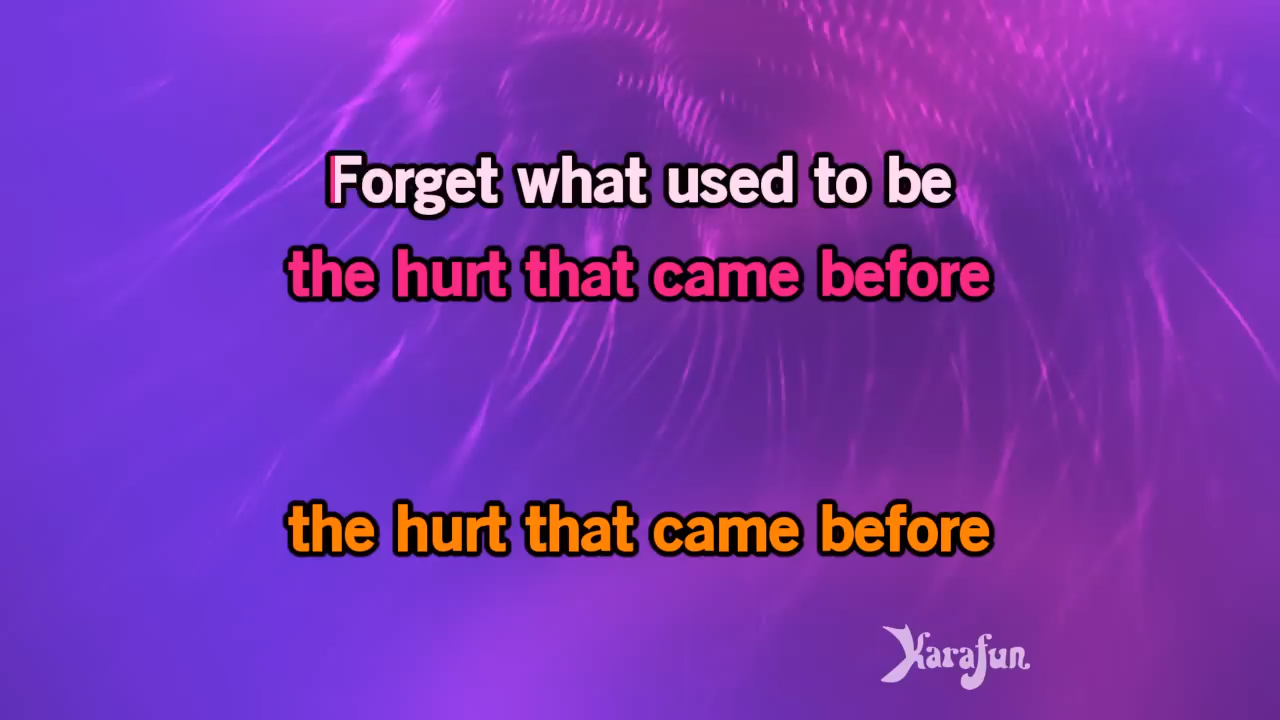 Forget what used to be
the hurt that came before
the hurt that came before
Karafun